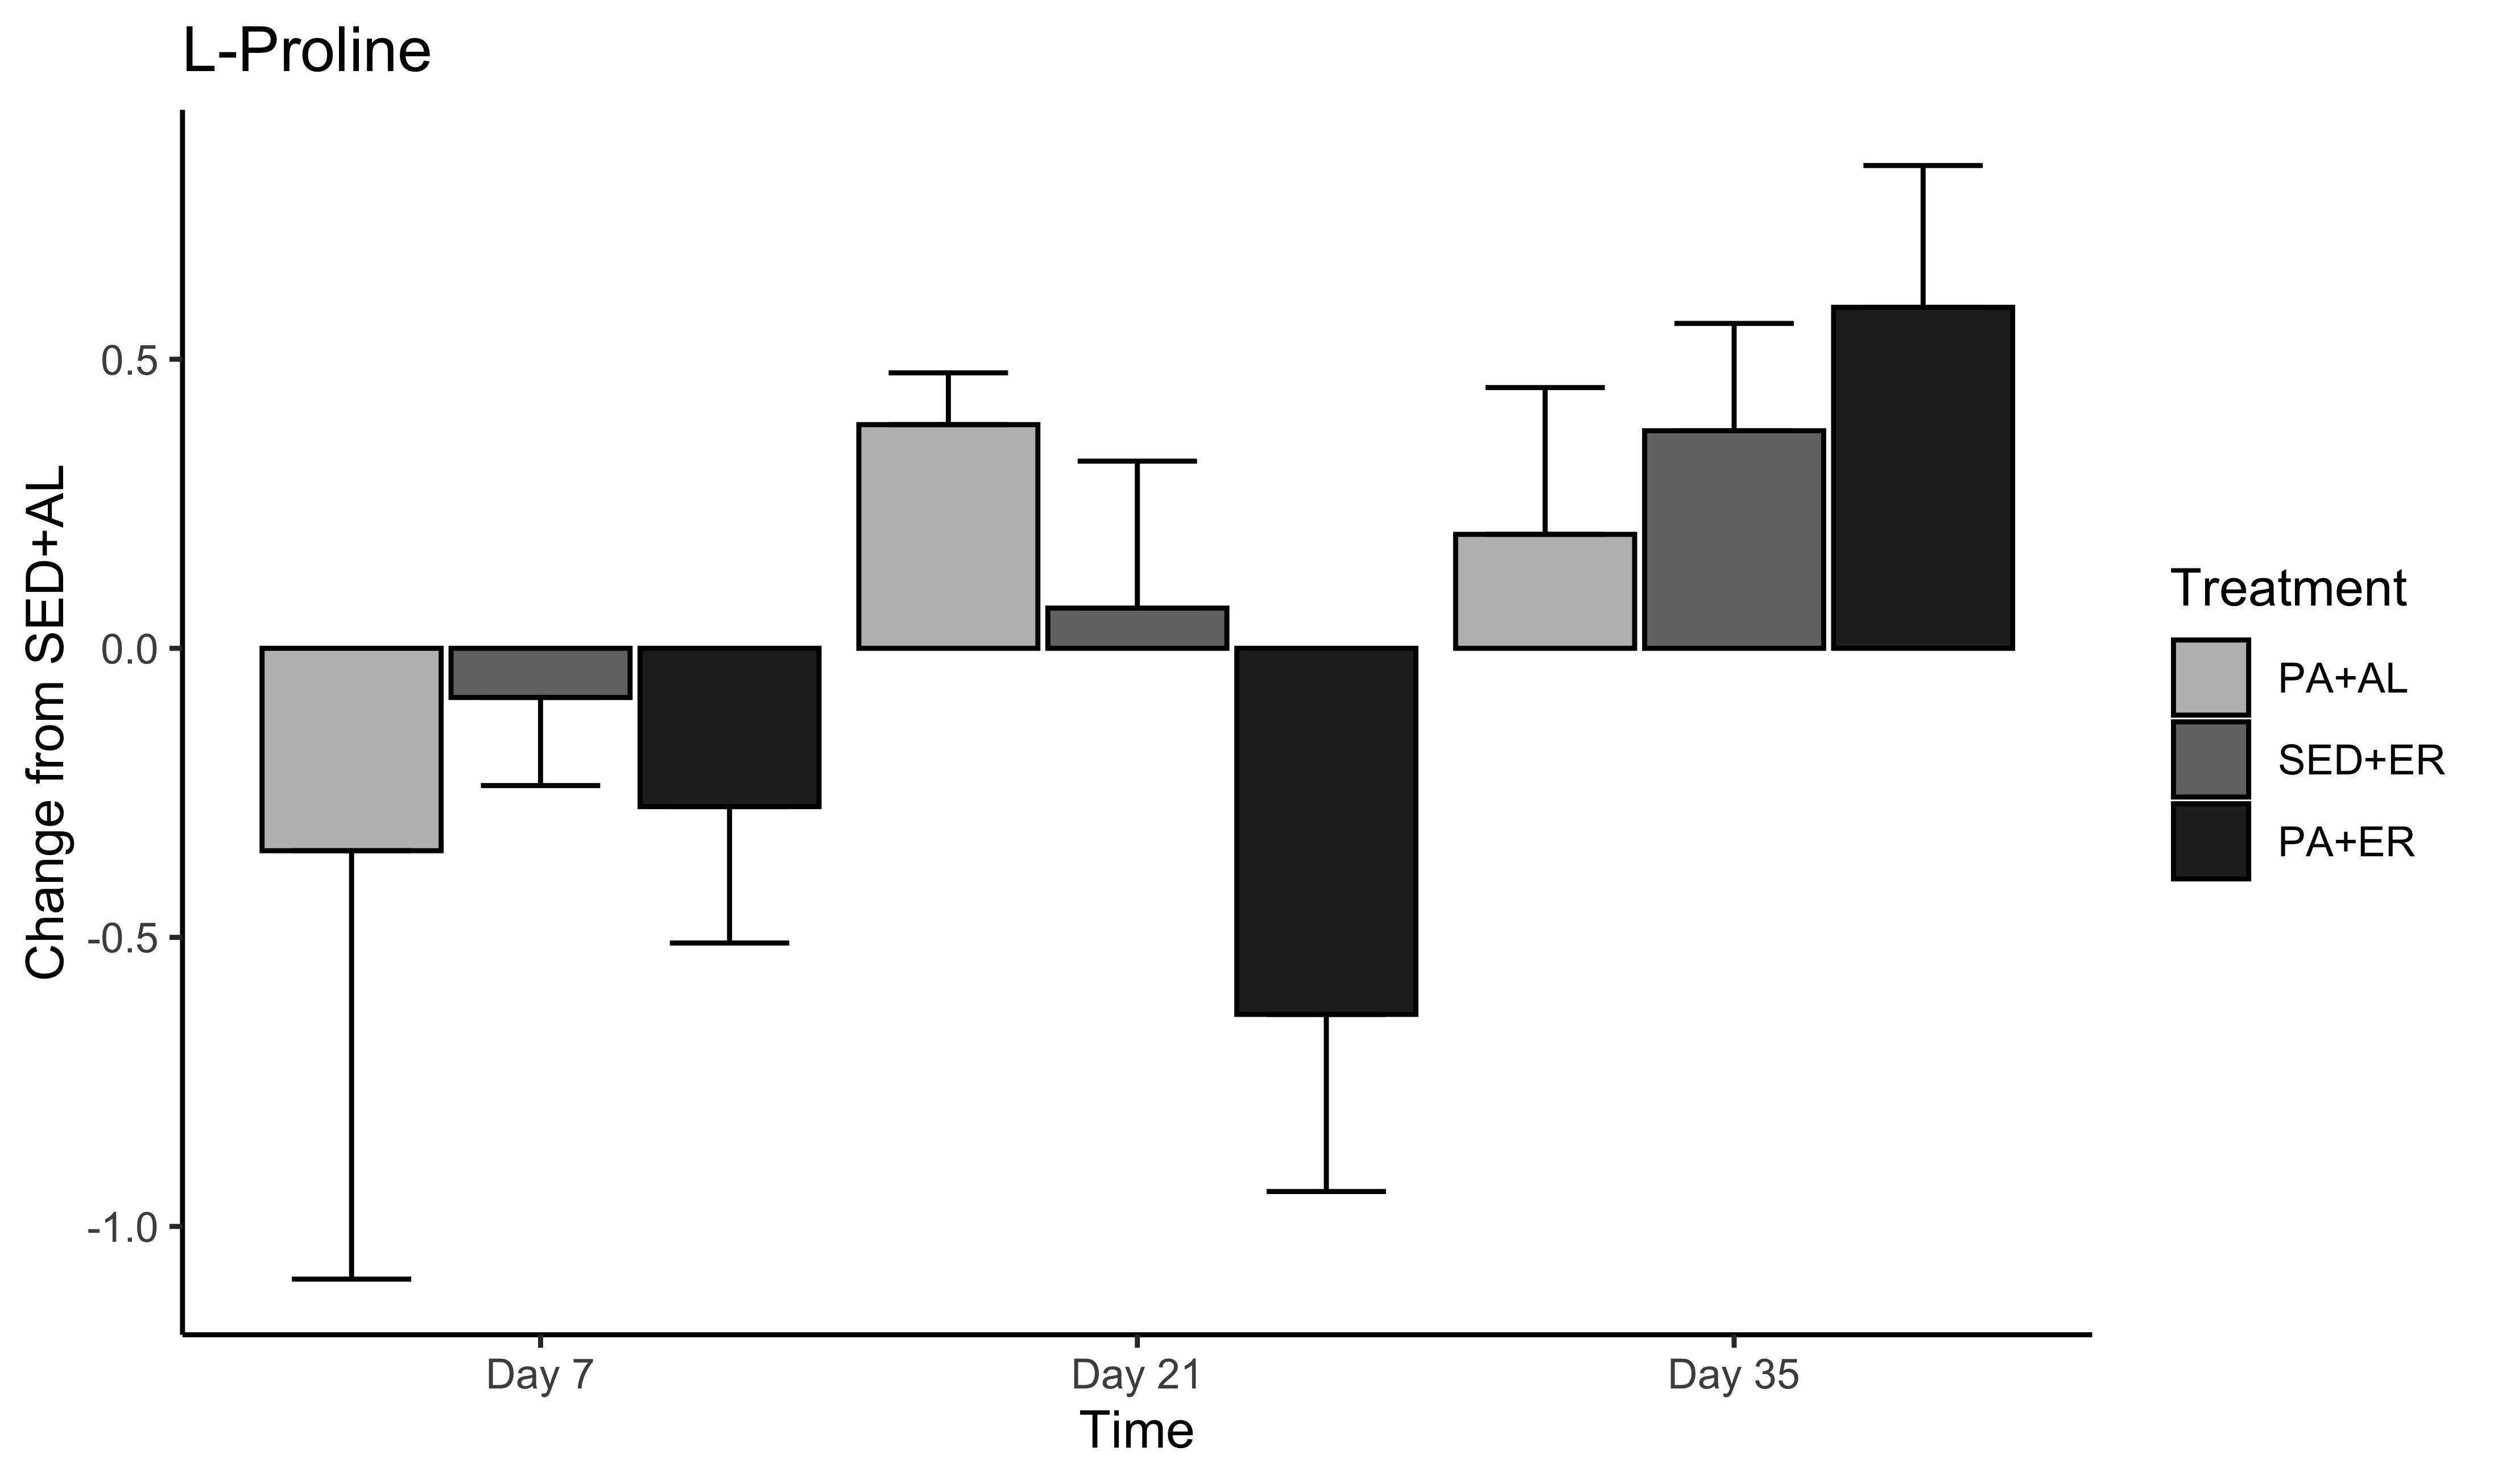 L-Proline
Change from SED+AL
0.5
0.0
-0.5
-1.0
Day 7
Day 21
Day 35
Time
Treatment
PA+AL
SED+ER
PA+ER